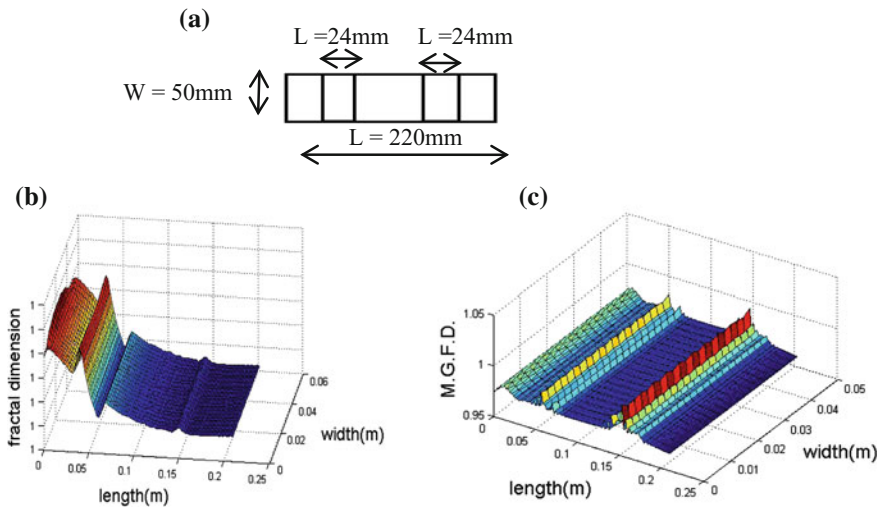 (a)
L =24mm L =24mm
W = 50mm
L = 220mm
(b)
fractal dimension
1
1
1
1
1
1
1
0
0.05
0.1
0.15
0.2
0.25
length(m)
0
0.02
0.04
0.06
width(m)
(c)
M.G.F.D.
1.05
1
0.95
0
0.05
0.1
0.15
0.2
0.25
length(m)
0
0.01
0.02
0.03
0.04
0.05
width(m)